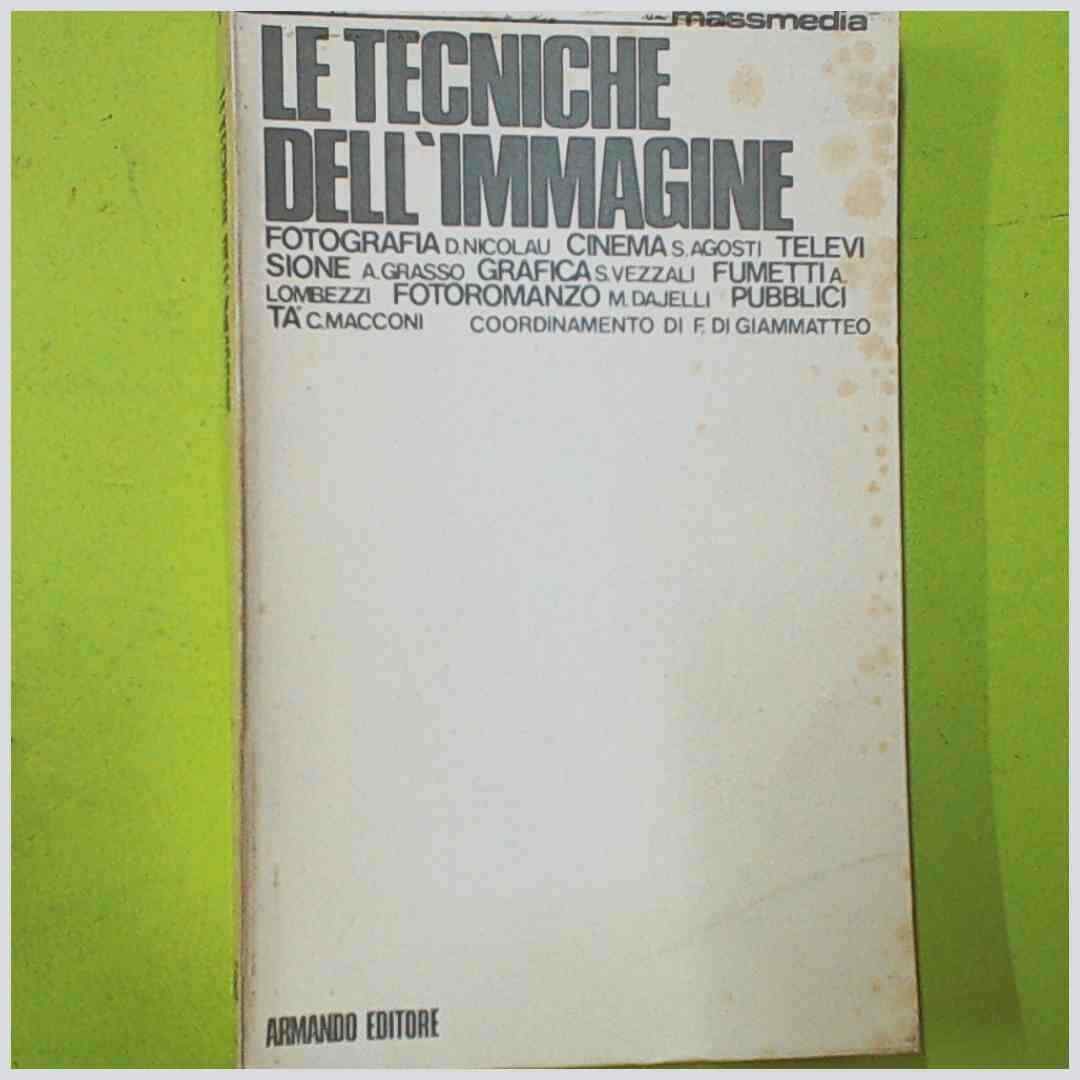 massmedia
LE TECNICHE
DELL`IMMAGINE
FOTOGRAFIA D.NICOLAU CINEMA S.AGOSTI TELEVI
SIONE A.GRASSO GRAFICA S.VEZZALI FUMETTI A.
LOMBEZZI FOTOROMANZO M.DAJELLI PUBBLICI
TA' C.MACCONI COORDINAMENTO DI F. DI GIAMMATTEO
ARMANDO EDITORE